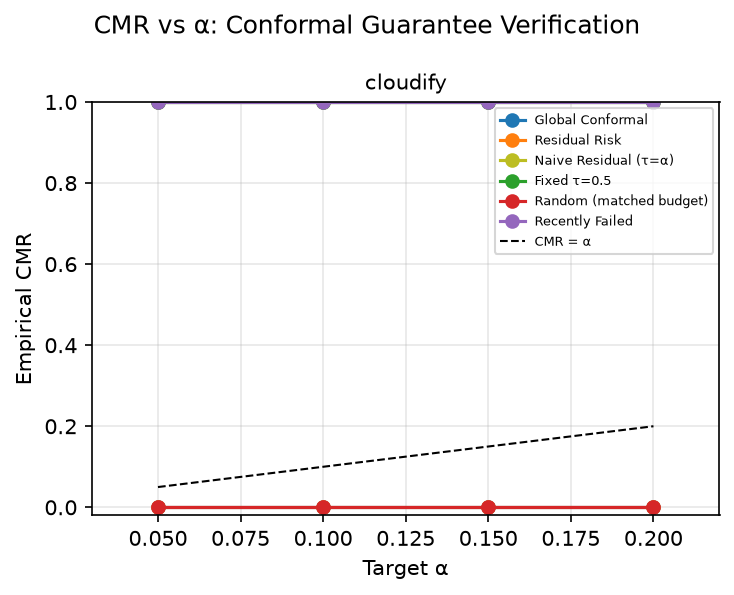 CMR vs α: Conformal Guarantee Verification
cloudify
1.0
0.8
0.6
0.4
0.2
0.0
Empirical CMR
Global Conformal
Residual Risk
Naive Residual (τ=α)
Fixed τ=0.5
Random (matched budget)
Recently Failed
CMR = α
0.050 0.075 0.100 0.125 0.150 0.175 0.200
Target α